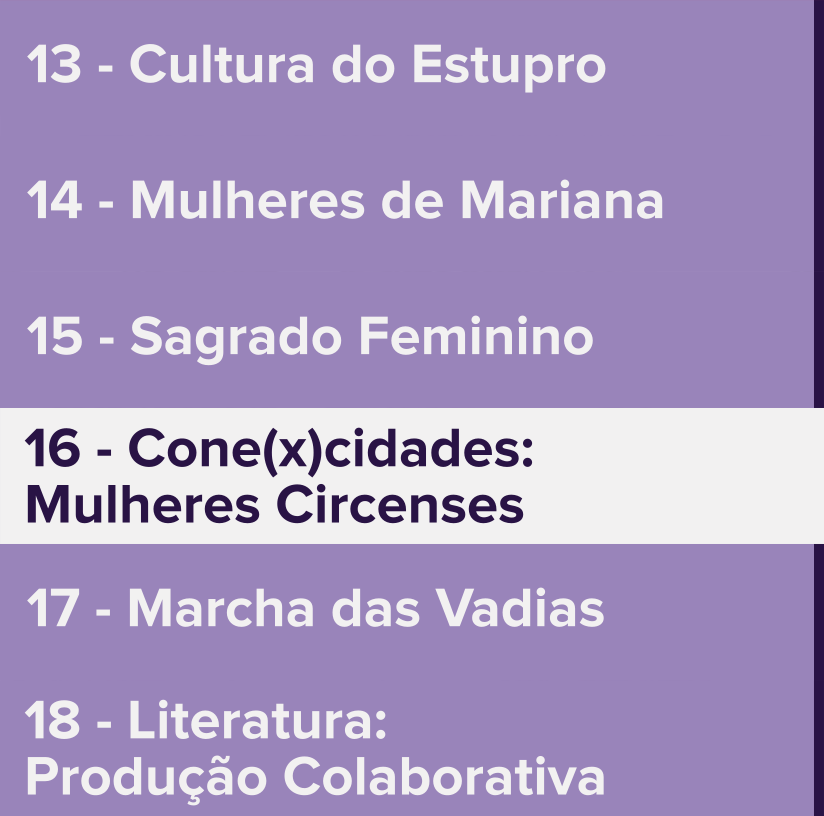 13 - Cultura do Estupro
14 - Mulheres de Mariana
15 - Sagrado Feminino
16 - Cone(x)cidades:
Mulheres Circenses
17 - Marcha das Vadias
18 - Literatura:
Produção Colaborativa